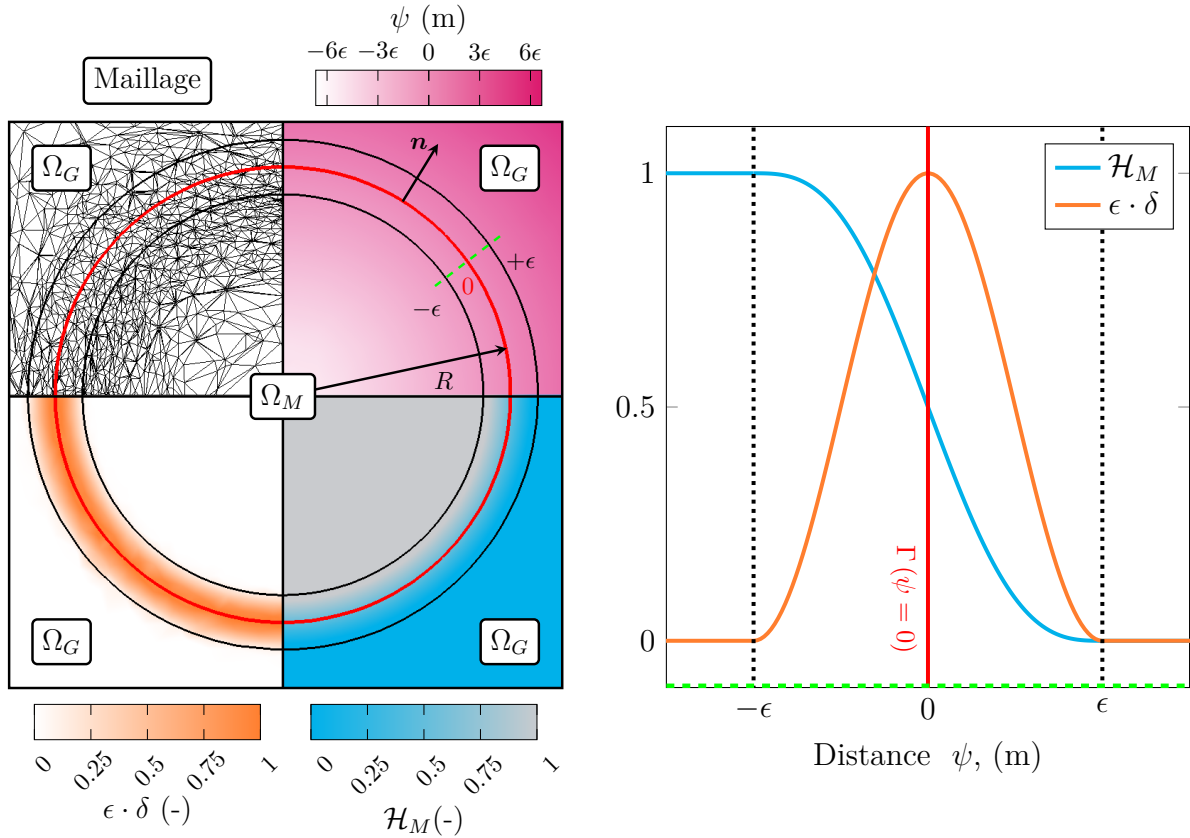 ψ (m)
−6ϵ −3ϵ 0 3ϵ 6ϵ
Maillage
Ω_G
n
Ω_G
+ϵ
0
−ϵ
R
Ω_M
Ω_G
Ω_G
0 0.25 0.5 0.75 1
ϵ · δ (-)
0 0.25 0.5 0.75 1
ℋ_M(-)
ℋ_M
ϵ · δ
1
0.5
0
Γ(ψ = 0)
−ϵ 0 ϵ
Distance ψ, (m)